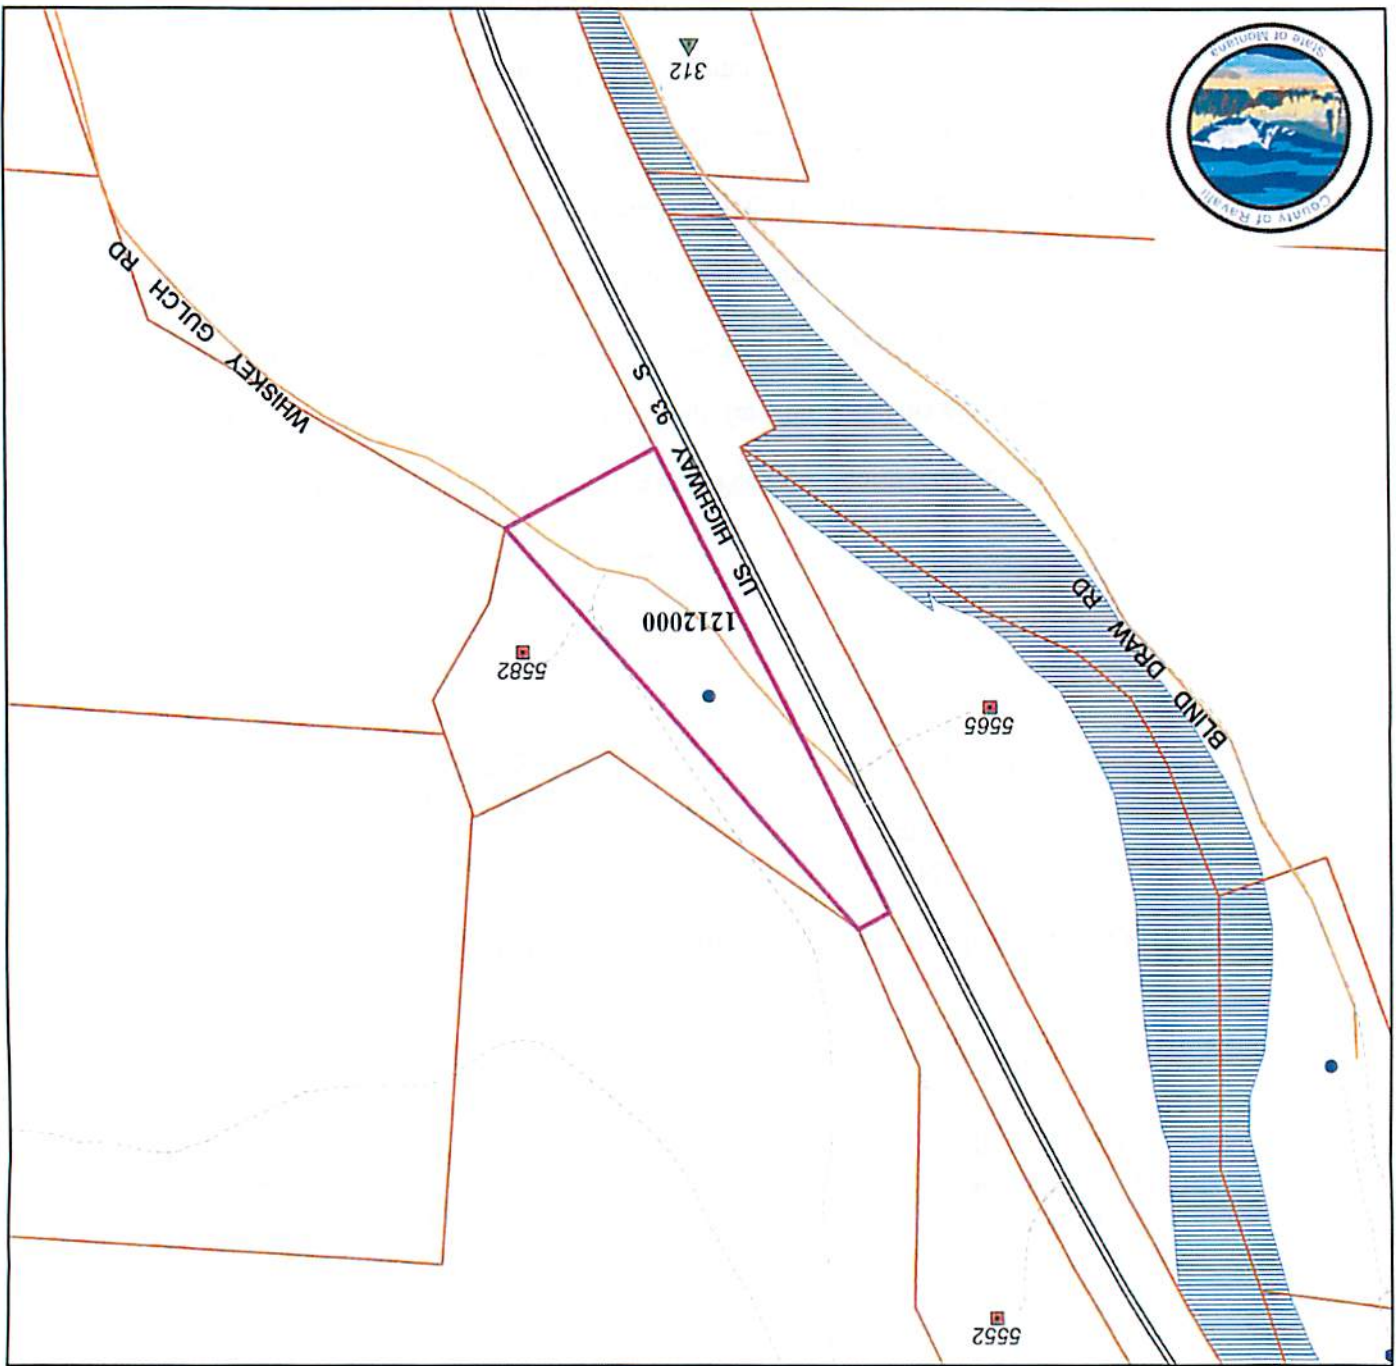 5552
5565
BLIND DRAW RD
1212000
5582
US HIGHWAY 93 S
WHISKEY GULCH RD
312
County of Ravalli
State of Montana